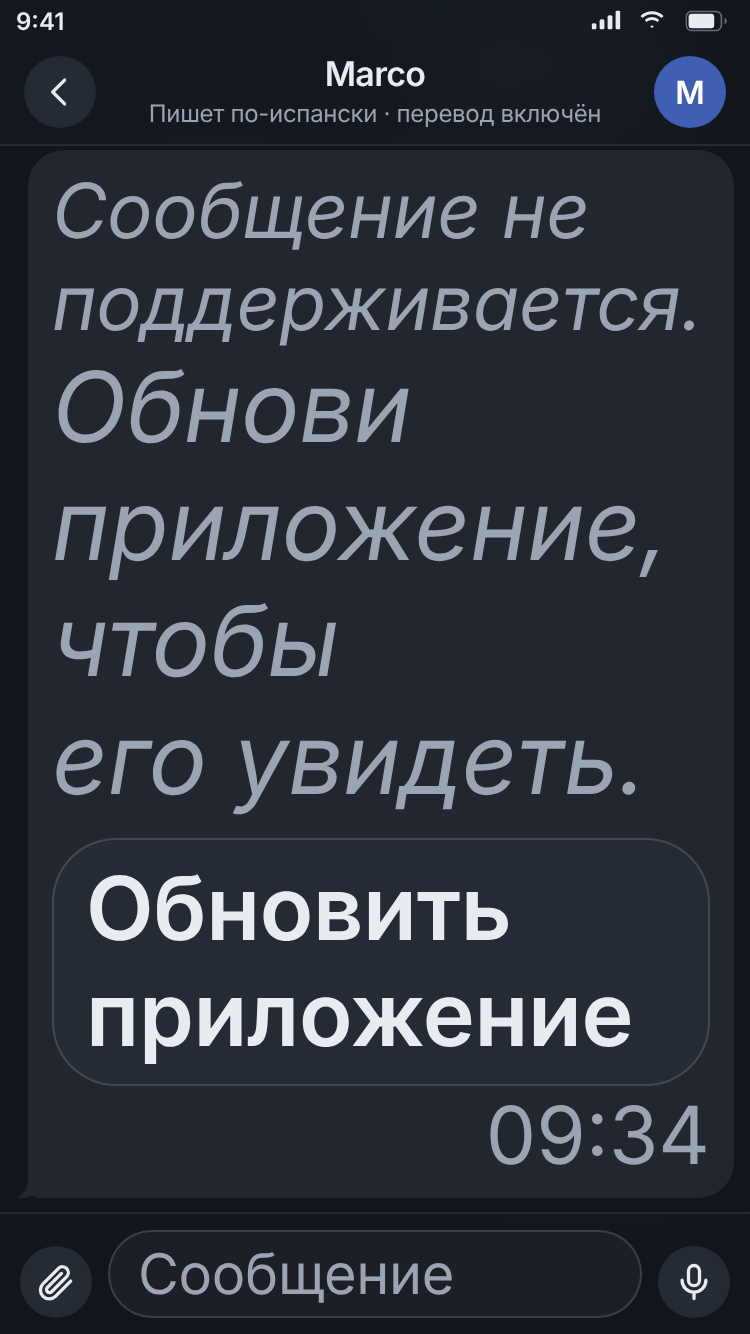 9:41
Marco
Пишет по-испански · перевод включён
M
Сообщение не
поддерживается.
Обнови
приложение,
чтобы
его увидеть.
Обновить
приложение
09:34
Сообщение